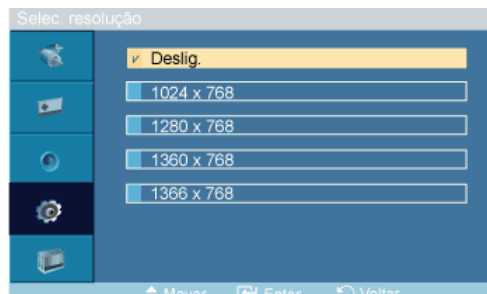 Selec. resolução
Deslig.
1024 x 768
1280 x 768
1360 x 768
1366 x 768
Mover Enter Voltar